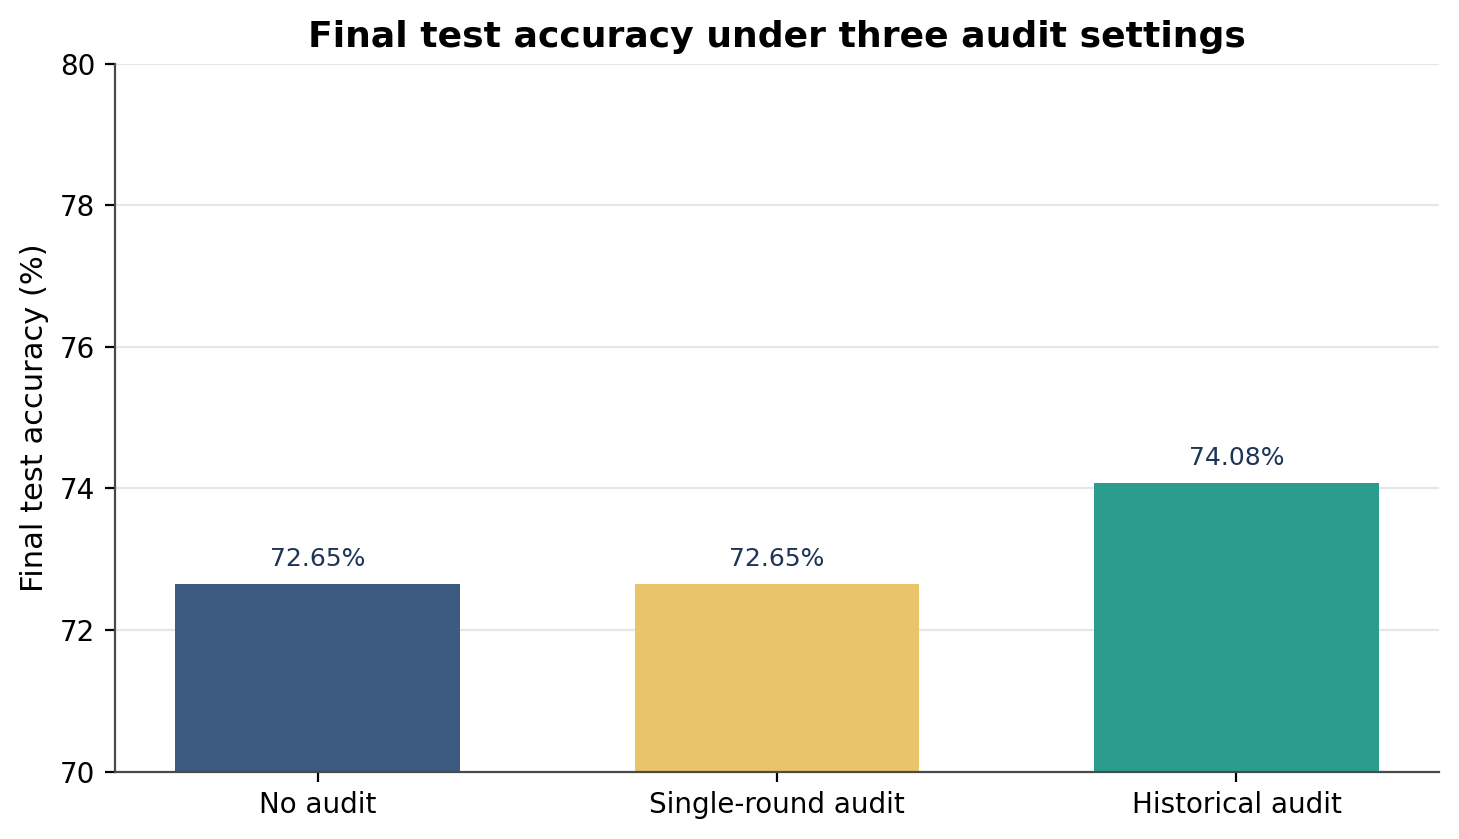 Final test accuracy under three audit settings
Final test accuracy (%)
80
78
76
74
72
70
72.65%
72.65%
74.08%
No audit
Single-round audit
Historical audit